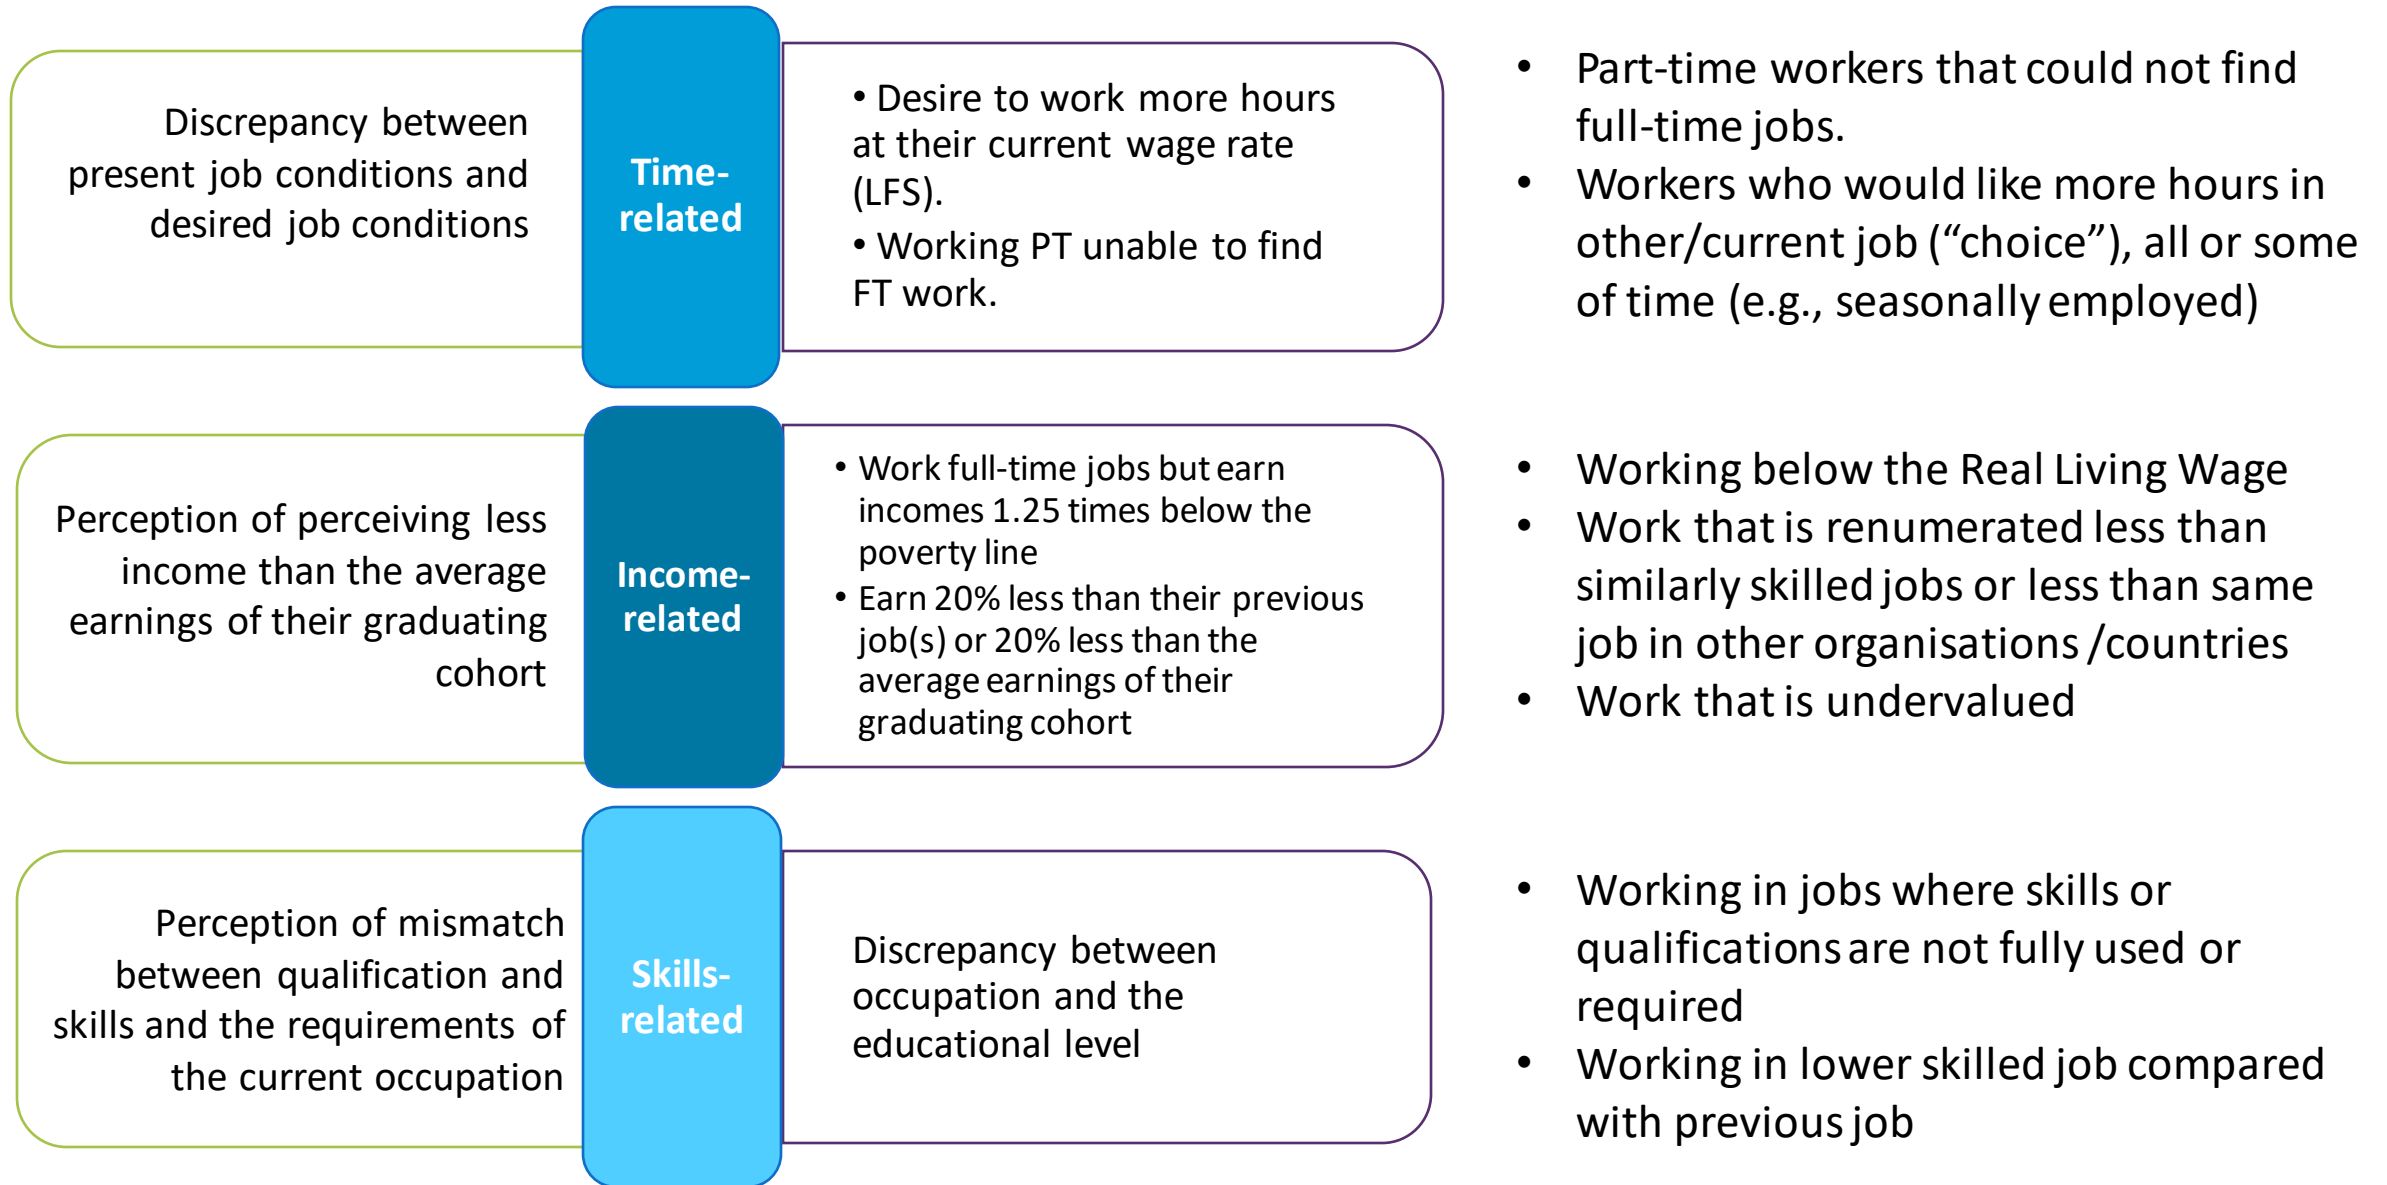 Discrepancy between
present job conditions and
desired job conditions
Time-
related
• Desire to work more hours
at their current wage rate
(LFS).
• Working PT unable to find
FT work.
• Part-time workers that could not find
full-time jobs.
• Workers who would like more hours in
other/current job (“choice”), all or some
of time (e.g., seasonally employed)
Perception of perceiving less
income than the average
earnings of their graduating
cohort
Income-
related
• Work full-time jobs but earn
incomes 1.25 times below the
poverty line
• Earn 20% less than their previous
job(s) or 20% less than the
average earnings of their
graduating cohort
• Working below the Real Living Wage
• Work that is renumerated less than
similarly skilled jobs or less than same
job in other organisations /countries
• Work that is undervalued
Perception of mismatch
between qualification and
skills and the requirements of
the current occupation
Skills-
related
Discrepancy between
occupation and the
educational level
• Working in jobs where skills or
qualifications are not fully used or
required
• Working in lower skilled job compared
with previous job